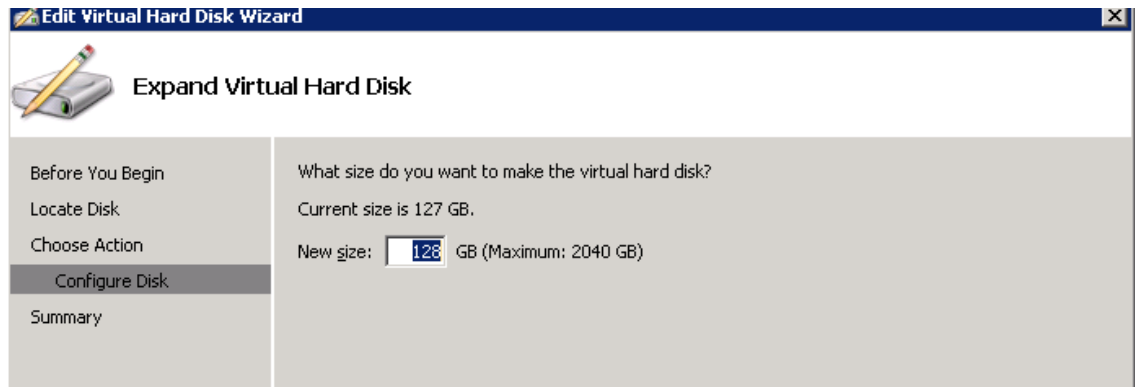 Edit Virtual Hard Disk Wizard
Expand Virtual Hard Disk
Before You Begin
Locate Disk
Choose Action
Configure Disk
Summary
What size do you want to make the virtual hard disk?
Current size is 127 GB.
New size: 128 GB (Maximum: 2040 GB)